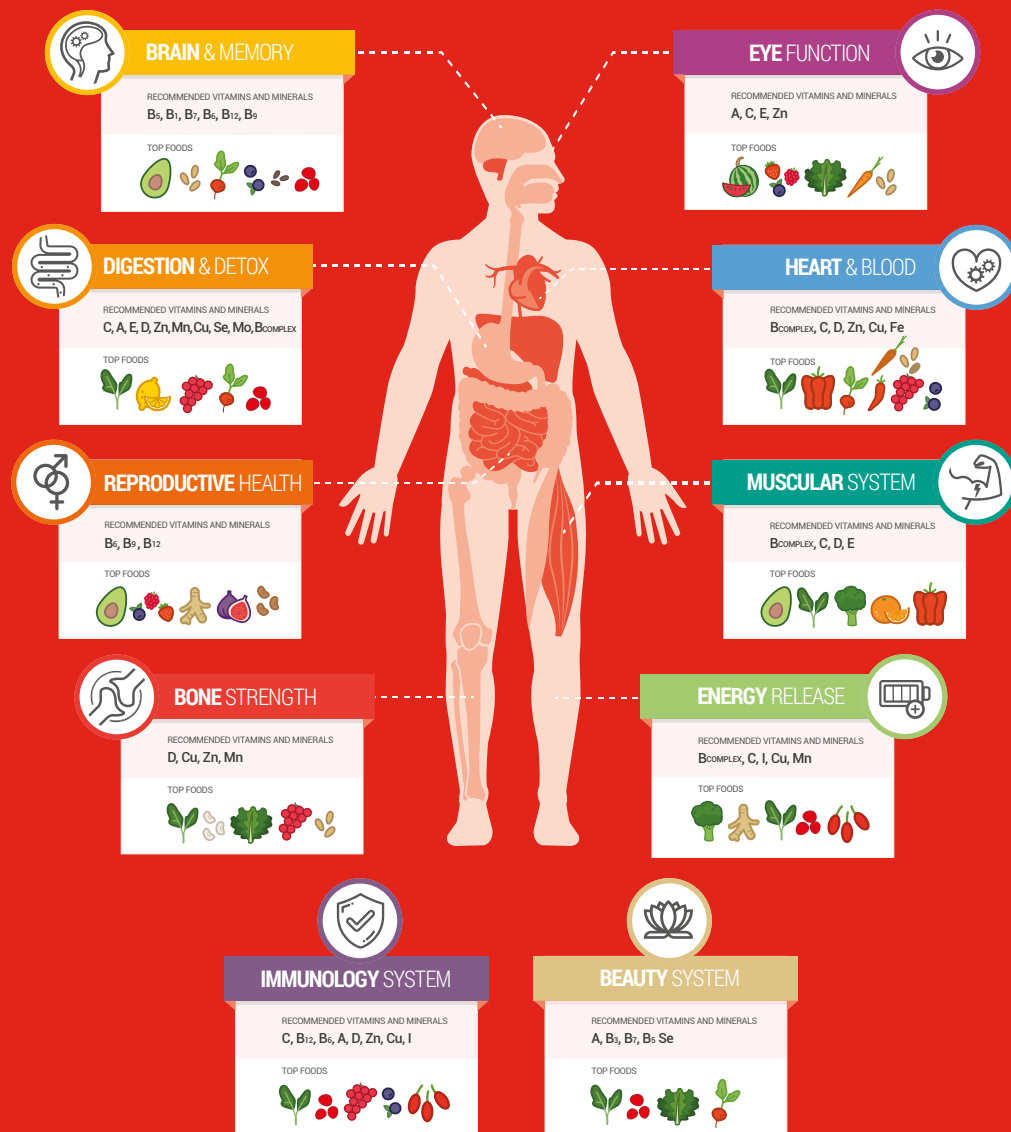 BRAIN & MEMORY
RECOMMENDED VITAMINS AND MINERALS
B5, B1, B7, B6, B12, B9
TOP FOODS
EYE FUNCTION
RECOMMENDED VITAMINS AND MINERALS
A, C, E, Zn
TOP FOODS
DIGESTION & DETOX
RECOMMENDED VITAMINS AND MINERALS
C, A, E, D, Zn,Mn,Cu, Se, Mo,BCOMPLEX
TOP FOODS
HEART & BLOOD
RECOMMENDED VITAMINS AND MINERALS
BCOMPLEX, C, D, Zn, Cu, Fe
TOP FOODS
REPRODUCTIVE HEALTH
RECOMMENDED VITAMINS AND MINERALS
B6, B9 , B12
TOP FOODS
MUSCULAR SYSTEM
RECOMMENDED VITAMINS AND MINERALS
BCOMPLEX, C, D, E
TOP FOODS
BONE STRENGTH
RECOMMENDED VITAMINS AND MINERALS
D, Cu, Zn, Mn
TOP FOODS
ENERGY RELEASE
RECOMMENDED VITAMINS AND MINERALS
BCOMPLEX, C, I, Cu, Mn
TOP FOODS
IMMUNOLOGY SYSTEM
RECOMMENDED VITAMINS AND MINERALS
C, B12, B6, A, D, Zn, Cu, I
TOP FOODS
BEAUTY SYSTEM
RECOMMENDED VITAMINS AND MINERALS
A, B3, B7, B5 Se
TOP FOODS